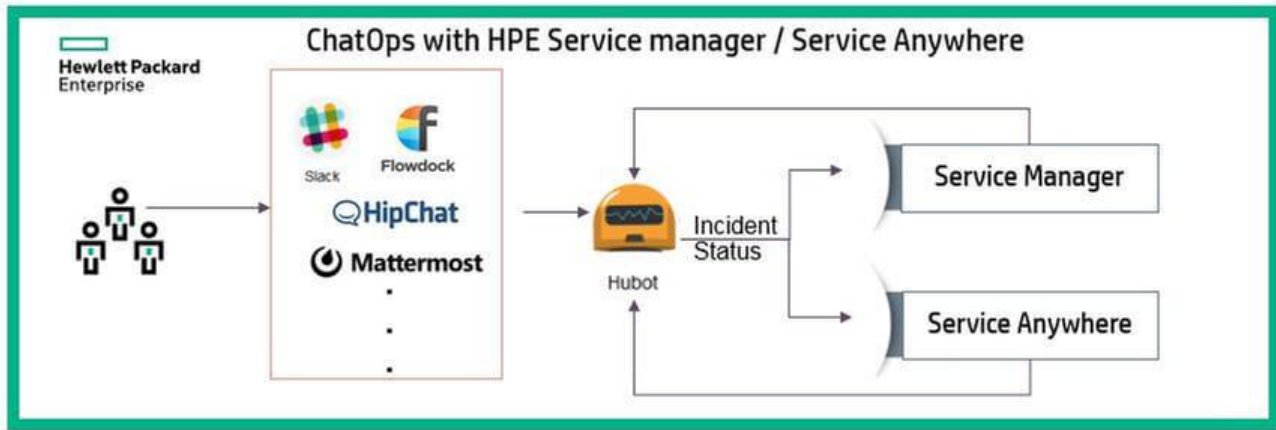 ChatOps with HPE Service manager / Service Anywhere
Hewlett Packard
Enterprise
Slack
Flowdock
HipChat
Mattermost
Hubot
Incident
Status
Service Manager
Service Anywhere